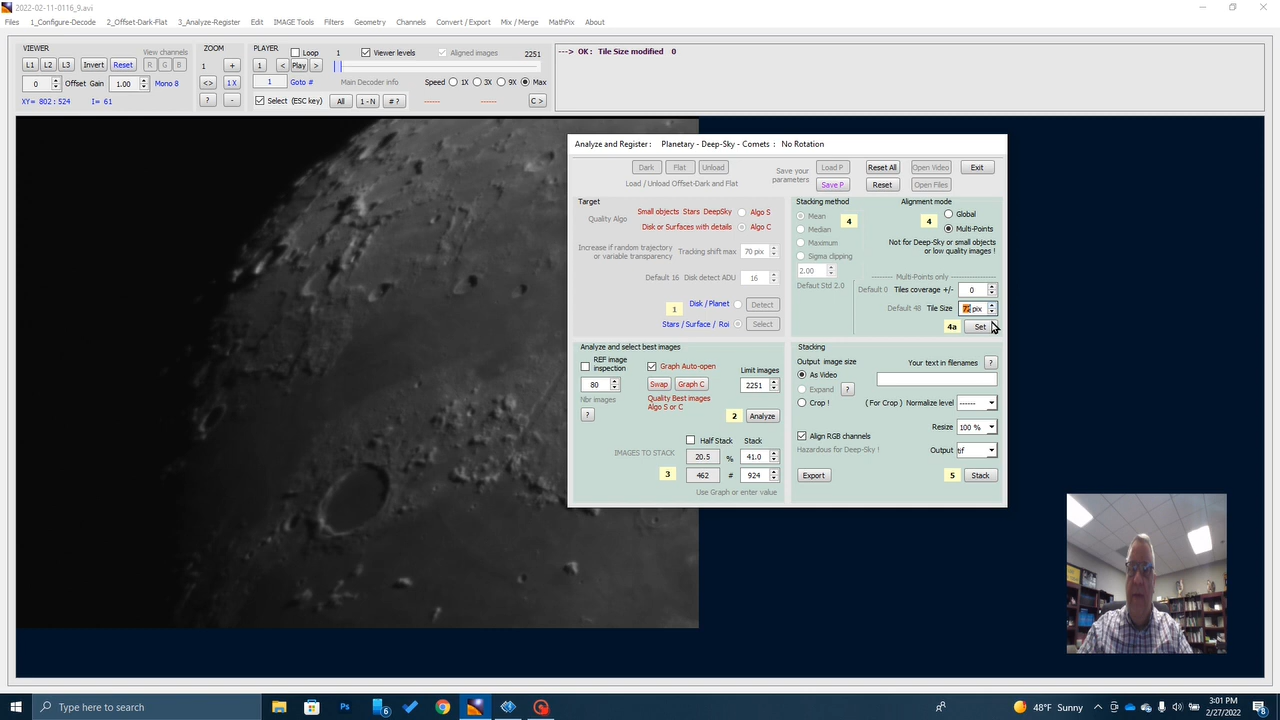 2022-02-11-0116_9.avi
Files 1_Configure-Decode 2_Offset-Dark-Flat 3_Analyze-Register Edit IMAGE Tools Filters Geometry Channels Convert / Export Mix / Merge MathPix About
VIEWER View channels
L1 L2 L3 Invert Reset R G B
0 Offset Gain 1.00 Mono 8
XY= 802 : 524 I= 61
ZOOM
1 +
<> 1 X
? -
PLAYER Loop 1 Viewer levels Aligned images 2251
1 < Play >
1 Goto # Main Decoder info Speed 1X 3X 9X Max
Select (ESC key) All 1 - N # ? ------ ------ C >
---> OK : Tile Size modified 0
Analyze and Register : Planetary - Deep-Sky - Comets : No Rotation
Dark Flat Unload
Load / Unload Offset-Dark and Flat
Save your parameters
Load P Reset All Open Video Exit
Save P Reset Open Files
Target
Quality Algo
Small objects Stars DeepSky Algo S
Disk or Surfaces with details Algo C
Increase if random trajectory
or variable transparency
Tracking shift max 70 pix
Default 16 Disk detect ADU 16
1 Disk / Planet Detect
Stars / Surface / Roi Select
Stacking method
Mean 4
Median
Maximum
Sigma clipping
2.00
Defaut Std 2.0
Alignment mode
4 Global
Multi-Points
Not for Deep-Sky or small objects
or low quality images !
-------- Multi-Points only ----------
Default 0 Tiles coverage +/- 0
Default 48 Tile Size pix
4a Set
Analyze and select best images
REF image
inspection
Graph Auto-open Limit images
80 Swap Graph C 2251
Nbr images Quality Best images
Algo S or C
? 2 Analyze
Half Stack Stack
IMAGES TO STACK 20.5 % 41.0
3 462 # 924
Use Graph or enter value
Stacking
Output image size Your text in filenames ?
As Video
Expand ?
Crop ! ( For Crop ) Normalize level ------
Resize 100 %
Align RGB channels
Hazardous for Deep-Sky ! Output tif
Export 5 Stack
Type here to search
6
48°F Sunny
3:01 PM
2/27/2022
8